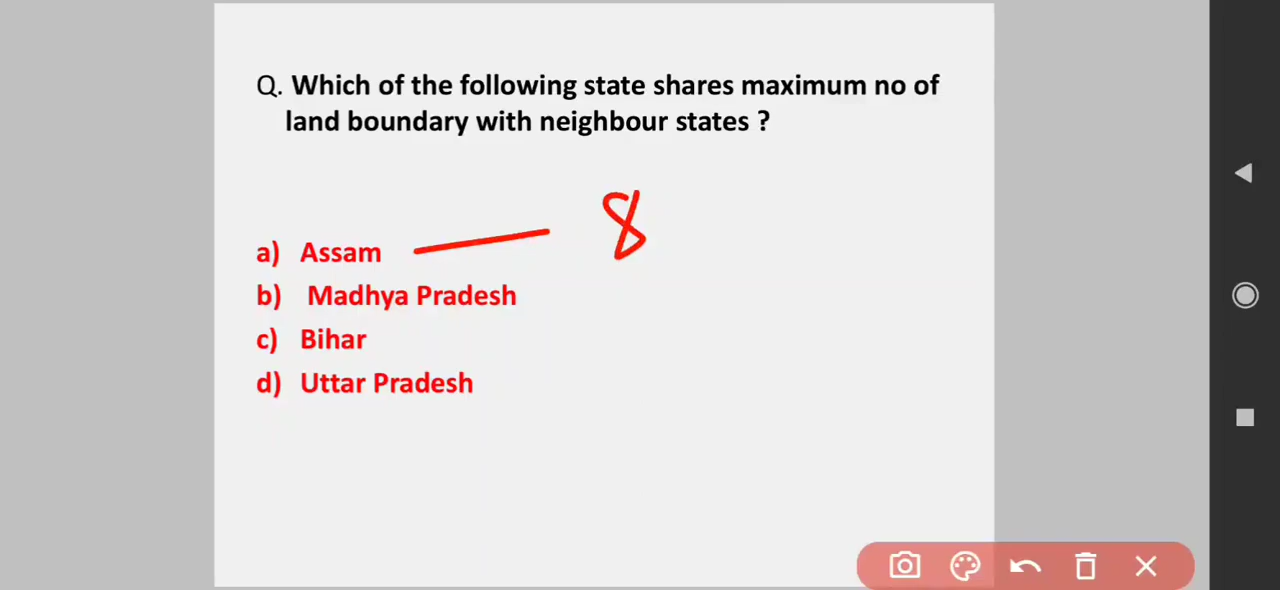 Q. Which of the following state shares maximum no of
land boundary with neighbour states ?
8
a) Assam
b) Madhya Pradesh
c) Bihar
d) Uttar Pradesh